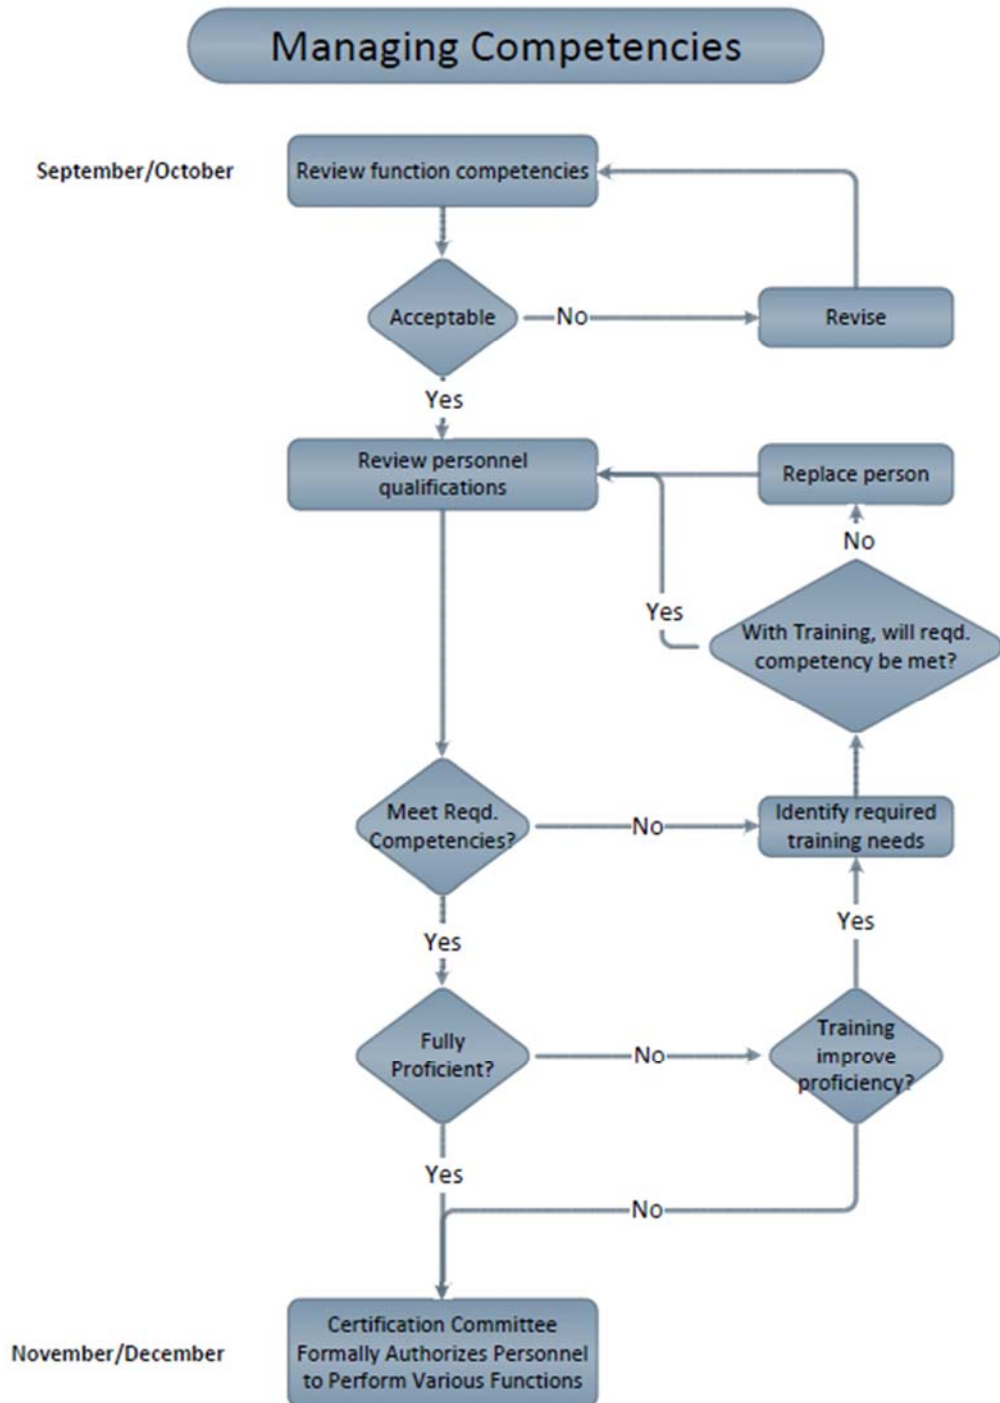 Managing Competencies
September/October
Review function competencies
Acceptable
No
Revise
Yes
Review personnel
qualifications
Replace person
No
Yes
With Training, will reqd.
competency be met?
Meet Reqd.
Competencies?
No
Identify required
training needs
Yes
Yes
Fully
Proficient?
No
Training
improve
proficiency?
Yes
No
November/December
Certification Committee
Formally Authorizes Personnel
to Perform Various Functions